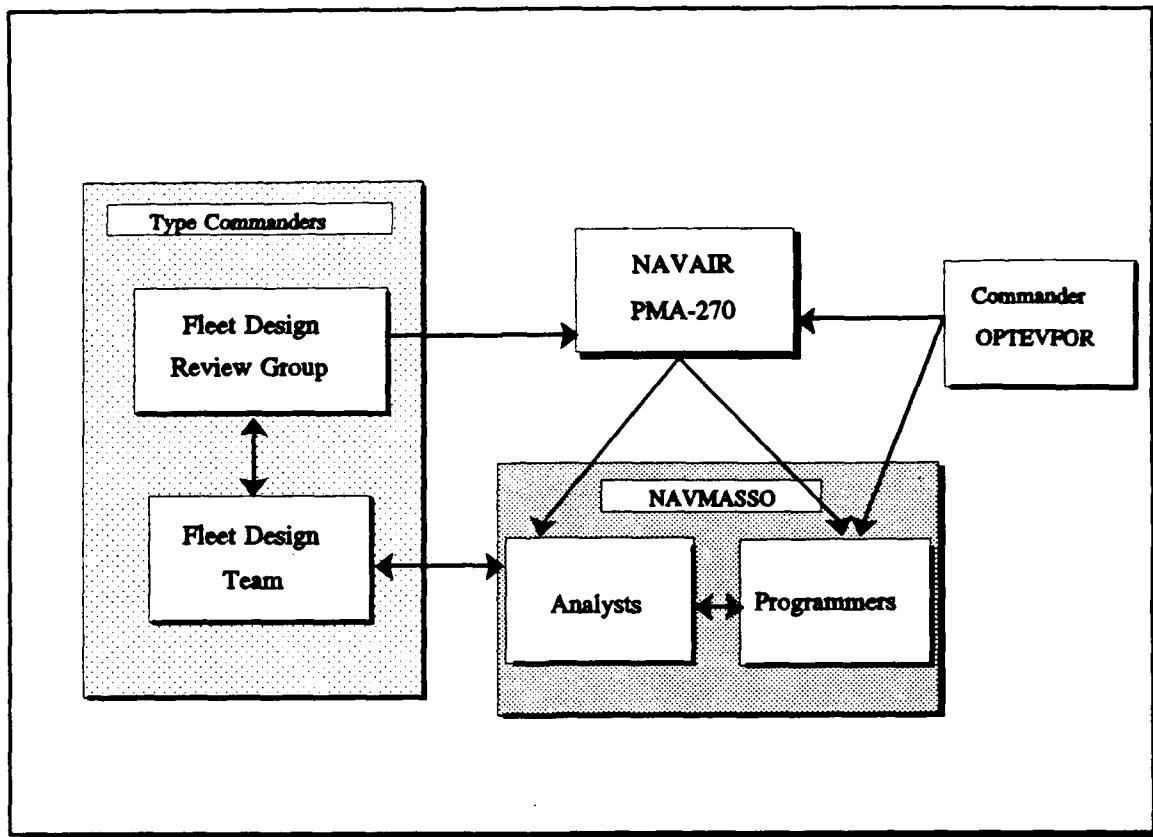 Type Commanders
Fleet Design
Review Group
Fleet Design
Team
NAVAIR
PMA-270
Commander
OPTEVPOR
NAVMASSO
Analysts
Programmers